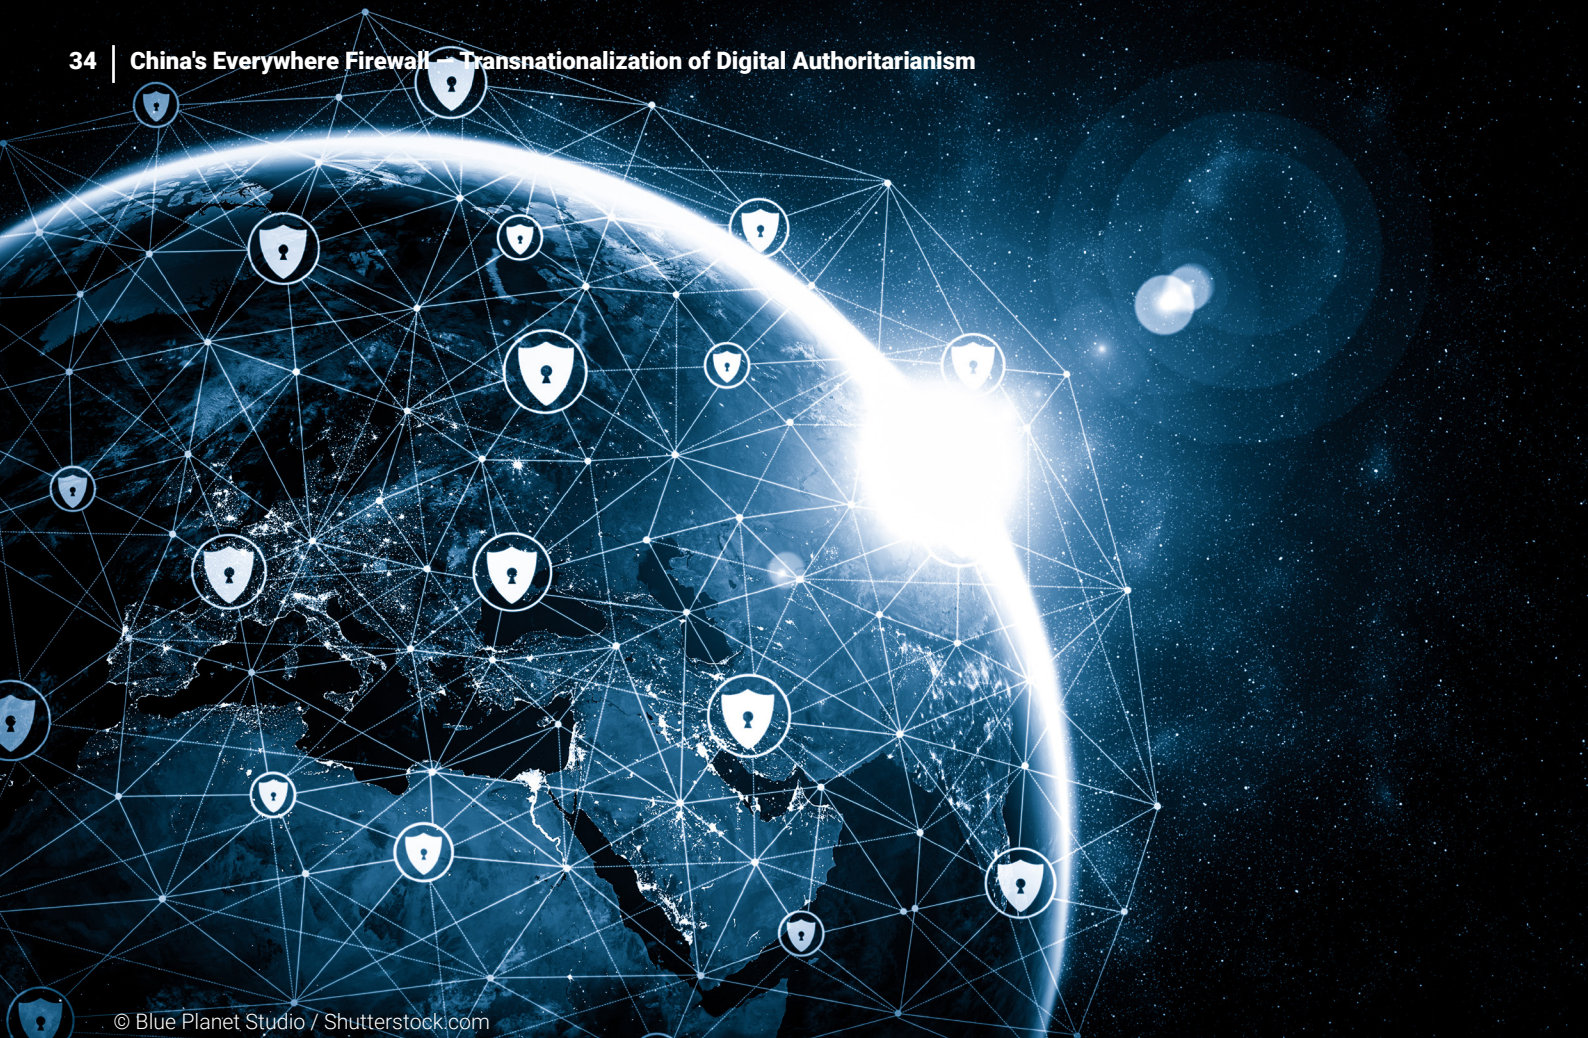 34 | China's Everywhere Firewall – Transnationalization of Digital Authoritarianism
© Blue Planet Studio / Shutterstock.com